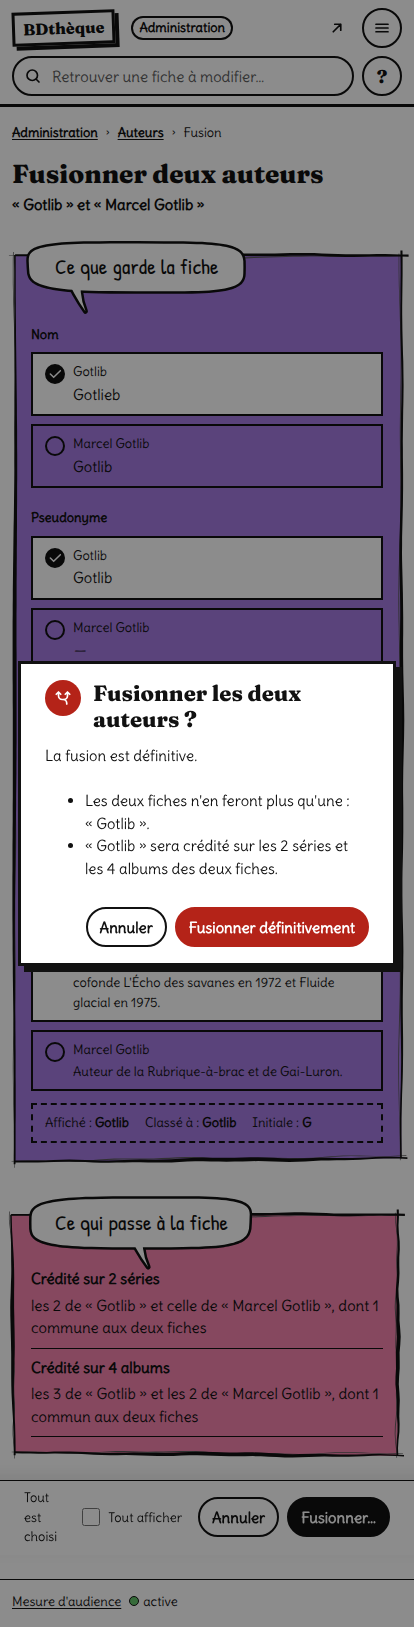 BDthèque
Administration
Retrouver une fiche à modifier...
?
Administration › Auteurs › Fusion
Fusionner deux auteurs
« Gotlib » et « Marcel Gotlib »
Ce que garde la fiche
Nom
Gotlib
Gotlieb
Marcel Gotlib
Gotlib
Pseudonyme
Gotlib
Gotlib
Marcel Gotlib
—
Fusionner les deux
auteurs ?
La fusion est définitive.
• Les deux fiches n'en feront plus qu'une :
« Gotlib ».
• « Gotlib » sera crédité sur les 2 séries et
les 4 albums des deux fiches.
Annuler
Fusionner définitivement
cofonde L'Écho des savanes en 1972 et Fluide
glacial en 1975.
Marcel Gotlib
Auteur de la Rubrique-à-brac et de Gai-Luron.
Affiché : Gotlib Classé à : Gotlib Initiale : G
Ce qui passe à la fiche
Crédité sur 2 séries
les 2 de « Gotlib » et celle de « Marcel Gotlib », dont 1
commune aux deux fiches
Crédité sur 4 albums
les 3 de « Gotlib » et les 2 de « Marcel Gotlib », dont 1
commun aux deux fiches
Tout
est
choisi
Tout afficher
Annuler
Fusionner...
Mesure d'audience active